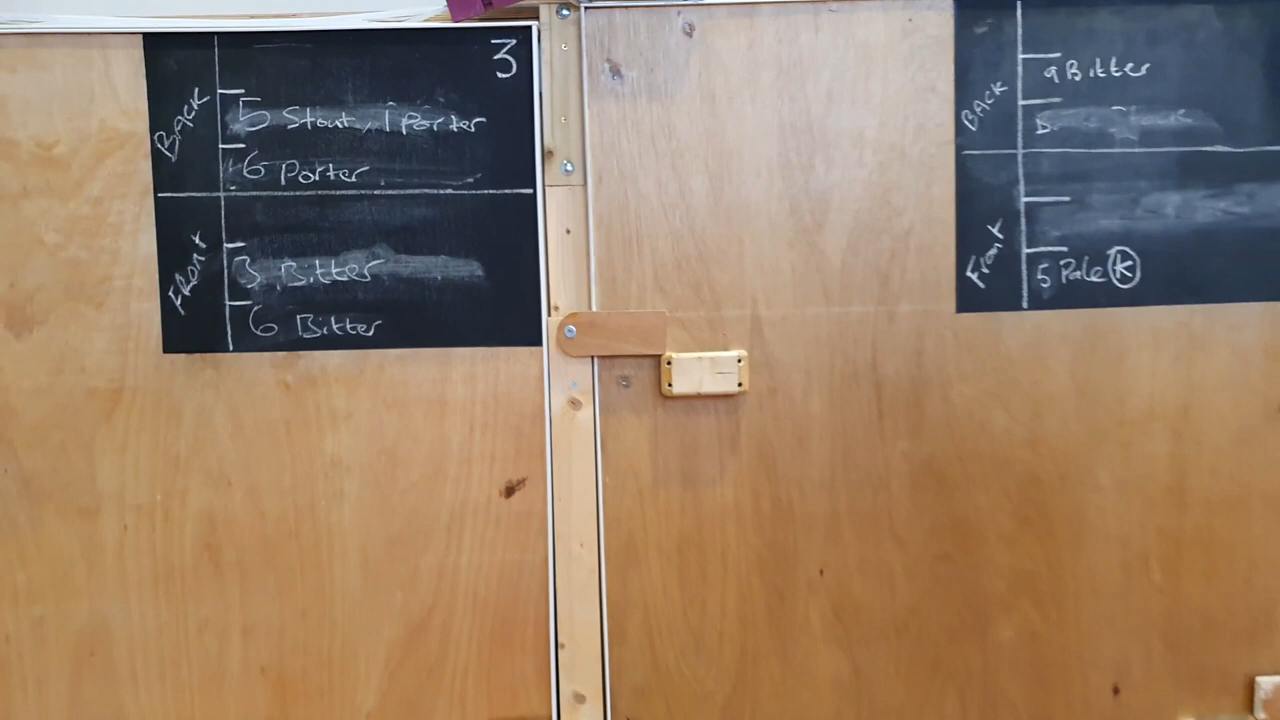 3
BACK
5 Stout, 1 Porter
6 Porter
FRONT
3 Bitter
6 Bitter
BACK
9 Bitter
Front
5 Pale K